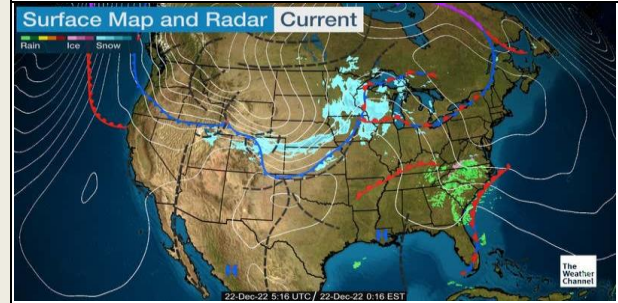 Surface Map and Radar Current
Rain Ice Snow
H
H
The
Weather
Channel
22-Dec-22 5:16 UTC / 22-Dec-22 0:16 EST